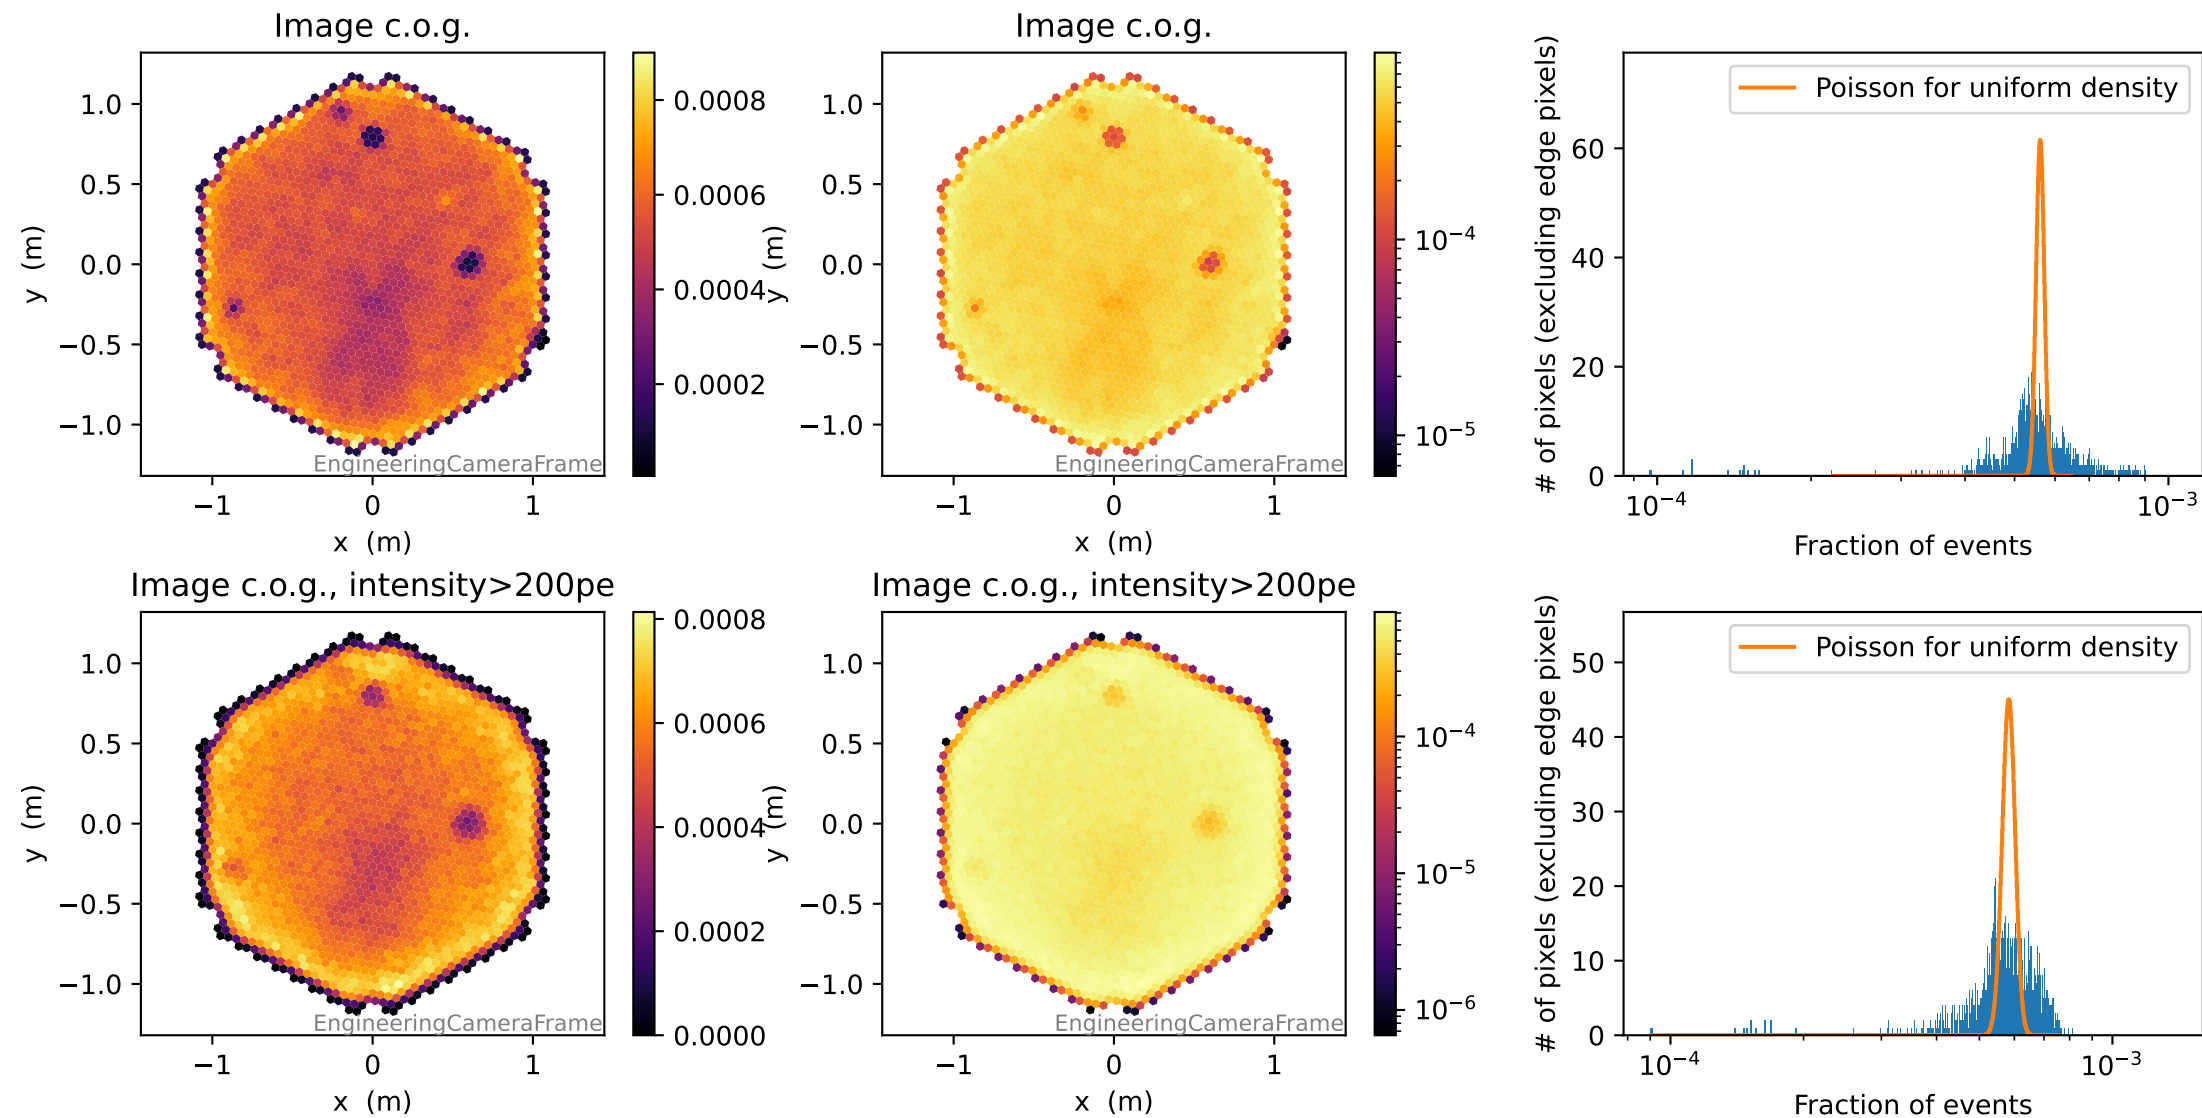 Image c.o.g.
1.0
0.5
0.0
−0.5
−1.0
−1
0
1
y (m)
x (m)
EngineeringCameraFrame
0.0008
0.0006
0.0004
0.0002
Image c.o.g.
1.0
0.5
0.0
−0.5
−1.0
−1
0
1
y (m)
x (m)
EngineeringCameraFrame
10⁻⁴
10⁻⁵
Poisson for uniform density
60
40
20
0
10⁻⁴
10⁻³
# of pixels (excluding edge pixels)
Fraction of events
Image c.o.g., intensity>200pe
1.0
0.5
0.0
−0.5
−1.0
−1
0
1
y (m)
x (m)
EngineeringCameraFrame
0.0008
0.0006
0.0004
0.0002
0.0000
Image c.o.g., intensity>200pe
1.0
0.5
0.0
−0.5
−1.0
−1
0
1
y (m)
x (m)
EngineeringCameraFrame
10⁻⁴
10⁻⁵
10⁻⁶
Poisson for uniform density
50
40
30
20
10
0
10⁻⁴
10⁻³
# of pixels (excluding edge pixels)
Fraction of events